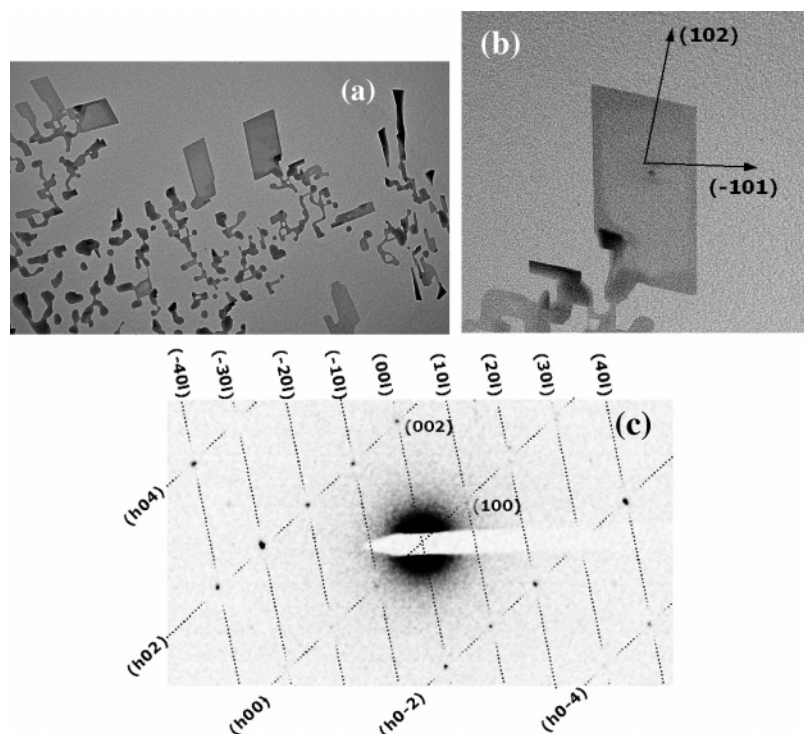 (a)
(b)
(102)
(-101)
(-40l)
(-30l)
(-20l)
(-10l)
(00l)
(10l)
(20l)
(30l)
(40l)
(c)
(002)
(100)
(h04)
(h02)
(h00)
(h0-2)
(h0-4)